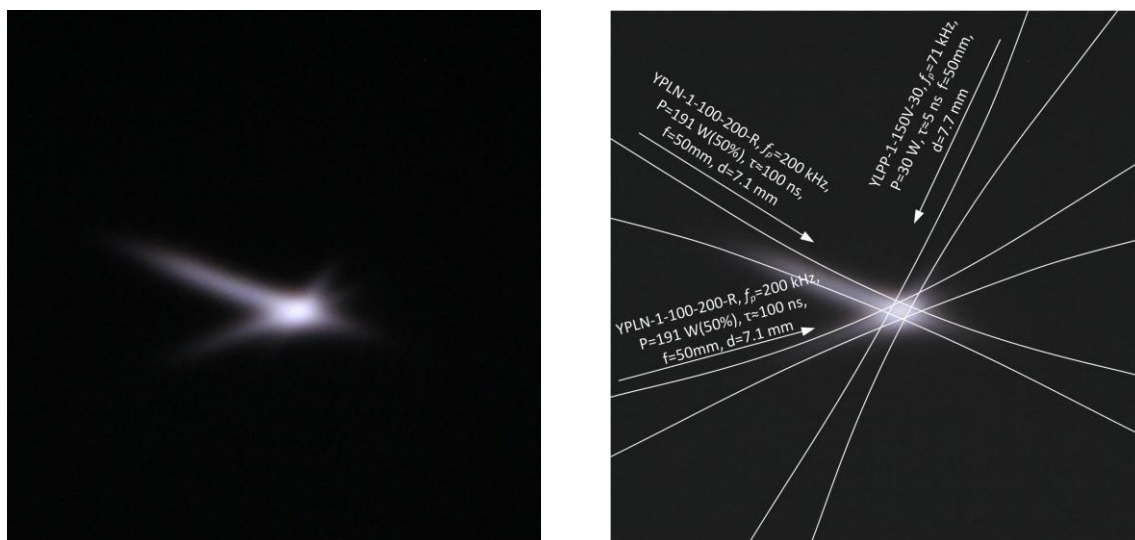 YPLN-1-100-200-R, fₚ=200 kHz,
P=191 W(50%), τ≈100 ns,
f=50mm, d=7.1 mm
YLPP-1-150V-30, fₚ=71 kHz,
P=30 W, τ≈5 ns f=50mm,
d=7.7 mm
YPLN-1-100-200-R, fₚ=200 kHz,
P=191 W(50%), τ≈100 ns,
f=50mm, d=7.1 mm